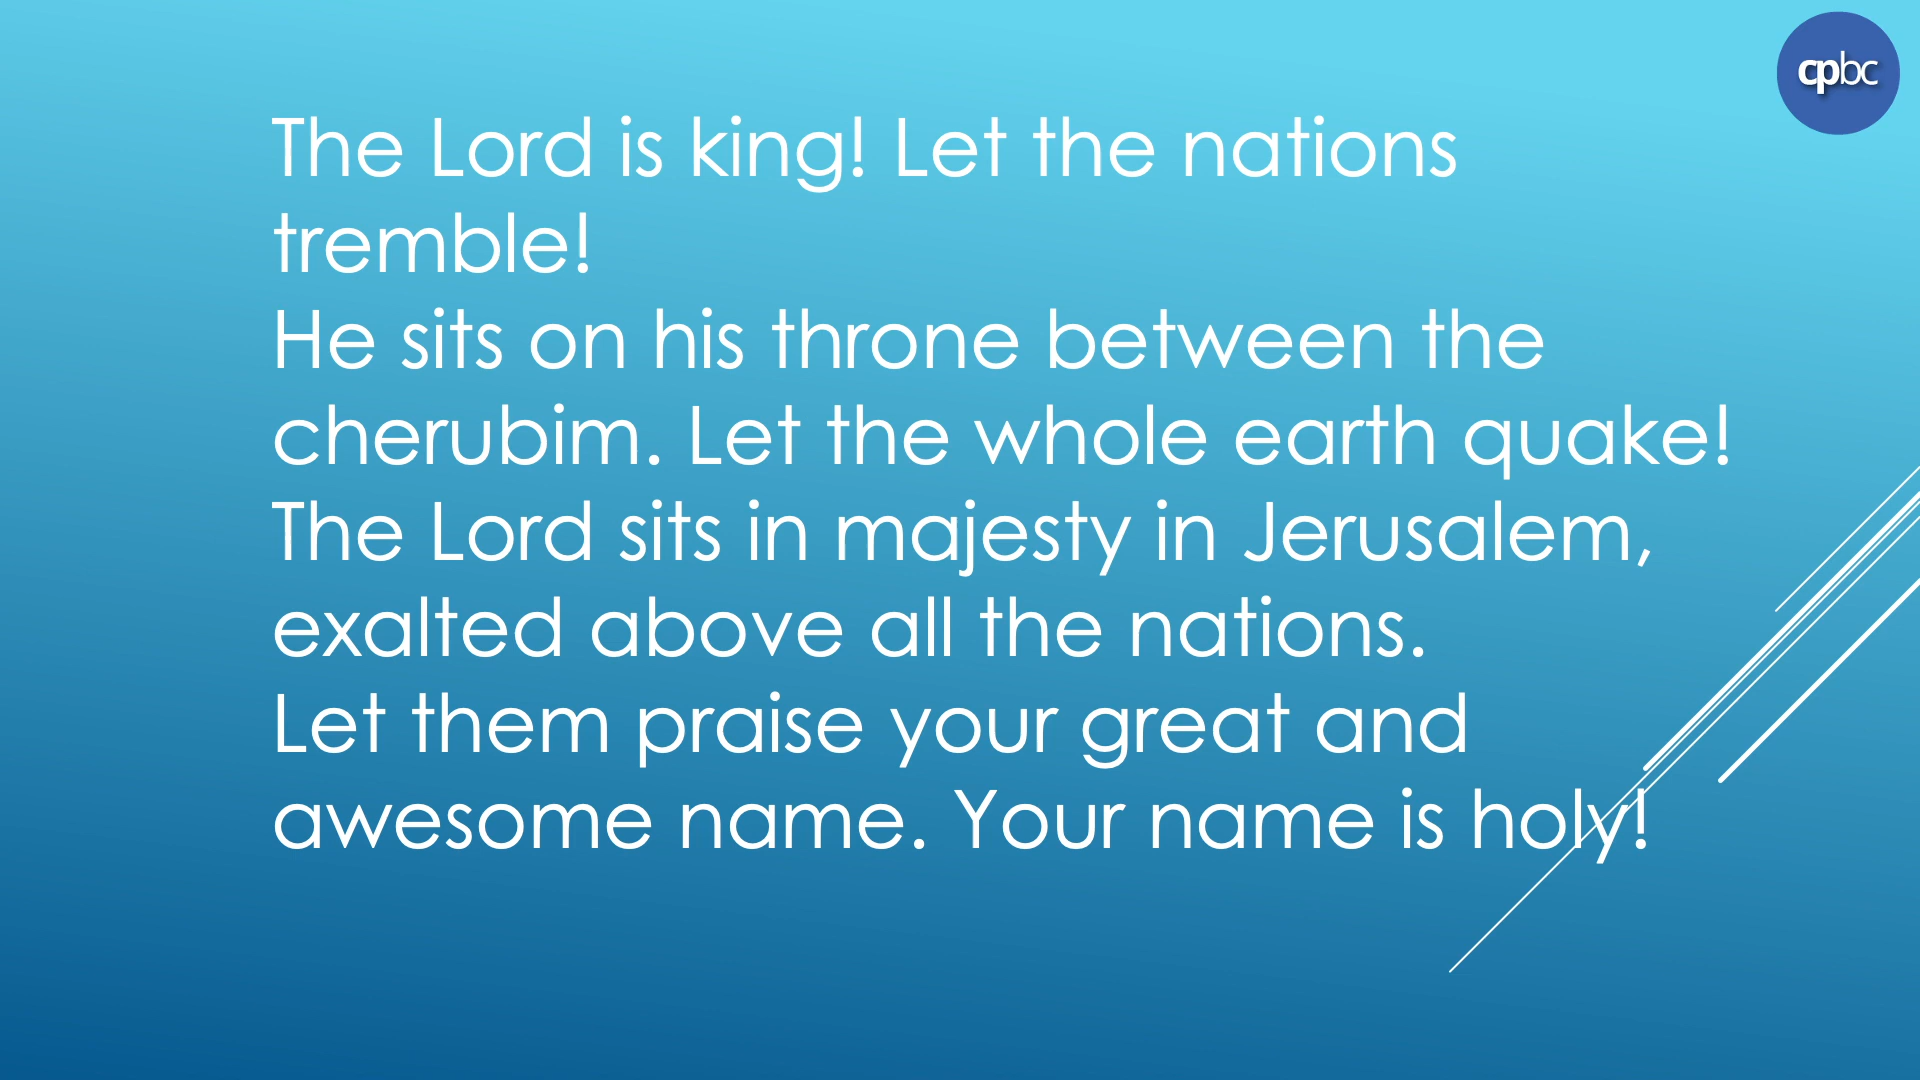 cpbc
The Lord is king! Let the nations
tremble!
He sits on his throne between the
cherubim. Let the whole earth quake!
The Lord sits in majesty in Jerusalem,
exalted above all the nations.
Let them praise your great and
awesome name. Your name is holy!